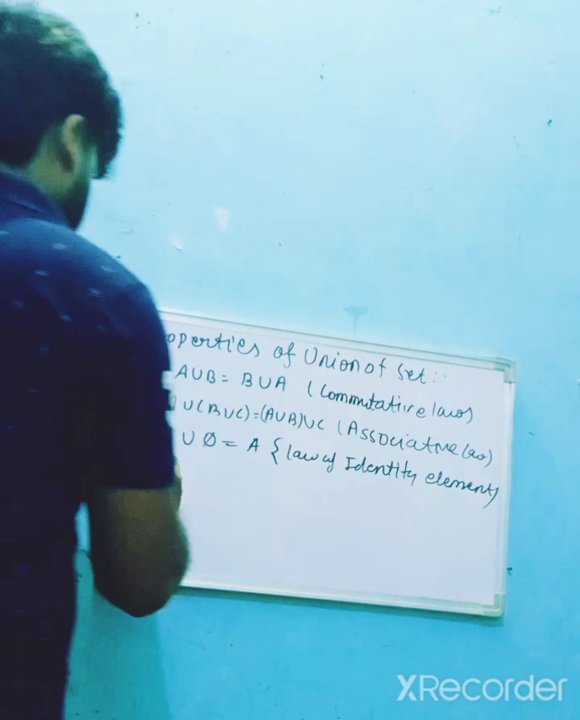 operties of Union of Set :-
AUB = BUA (Commutative law)
U(BUC)=(AUB)UC (Associative law)
U Ø = A {law of Identity element}
XRecorder